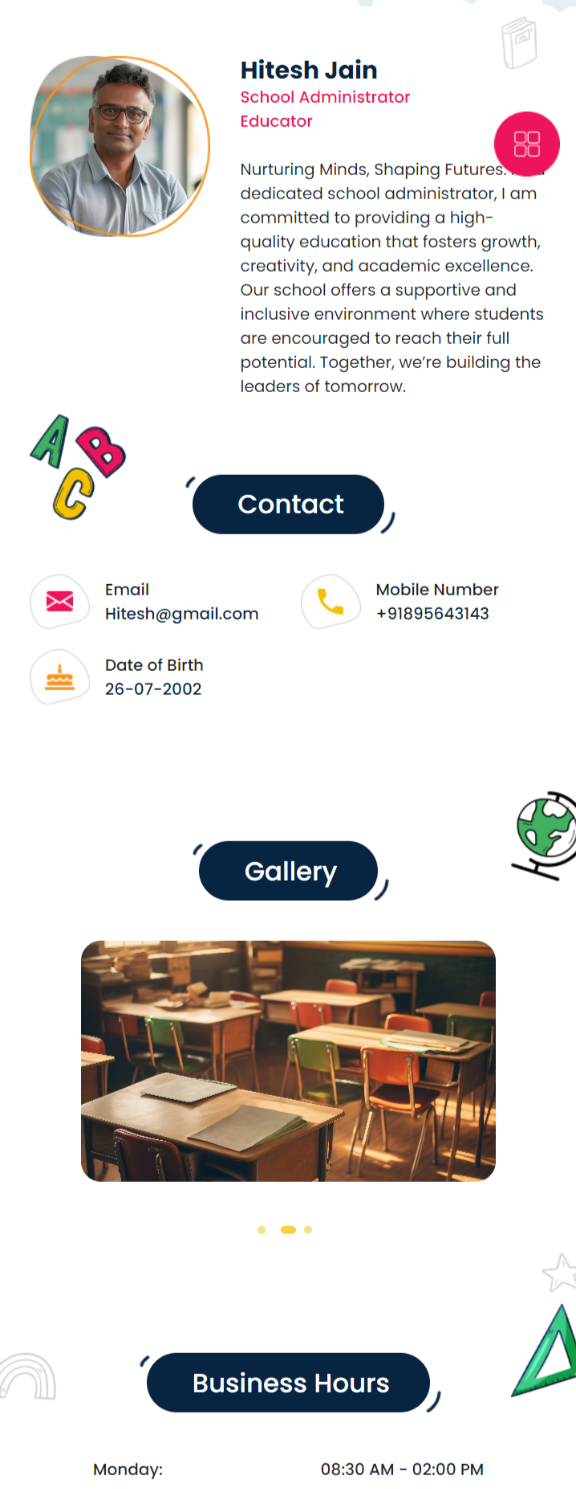 Hitesh Jain
School Administrator
Educator
Nurturing Minds, Shaping Futures.
dedicated school administrator, I am
committed to providing a high-
quality education that fosters growth,
creativity, and academic excellence.
Our school offers a supportive and
inclusive environment where students
are encouraged to reach their full
potential. Together, we're building the
leaders of tomorrow.
A
B
C
Contact
Email
Hitesh@gmail.com
Mobile Number
+91895643143
Date of Birth
26-07-2002
Gallery
Business Hours
Monday: 08:30 AM - 02:00 PM